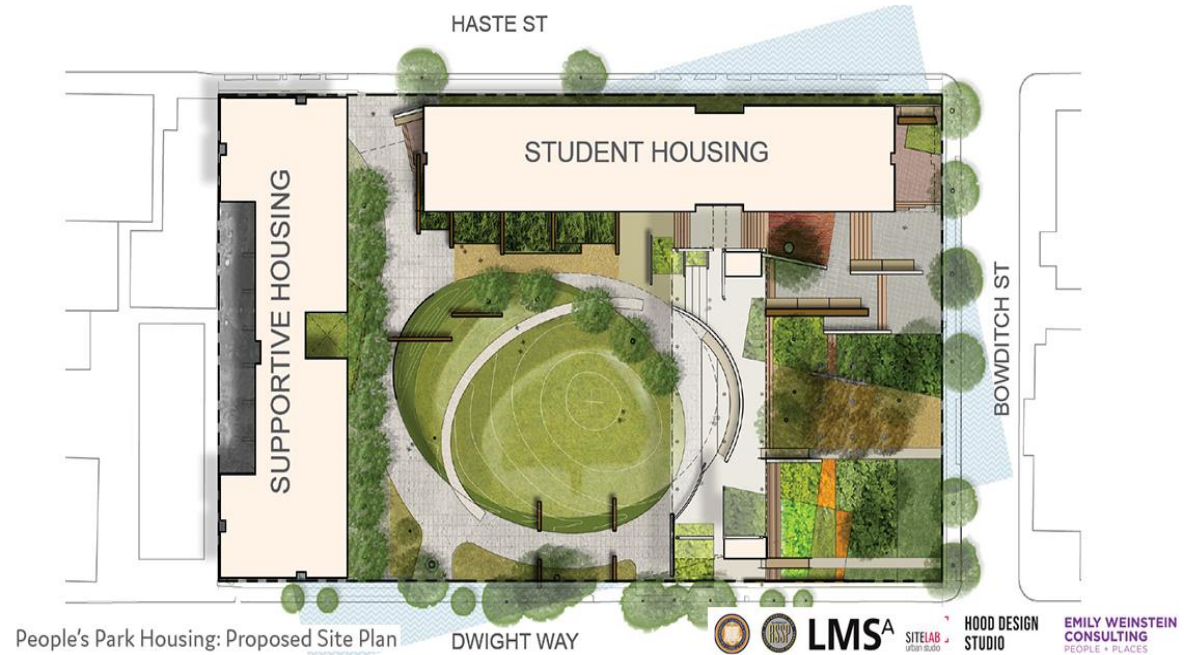 HASTE ST
STUDENT HOUSING
SUPPORTIVE HOUSING
BOWDITCH ST
People's Park Housing: Proposed Site Plan
DWIGHT WAY
LMSA
SITELAB
urban studio
HOOD DESIGN
STUDIO
EMILY WEINSTEIN
CONSULTING
PEOPLE + PLACES